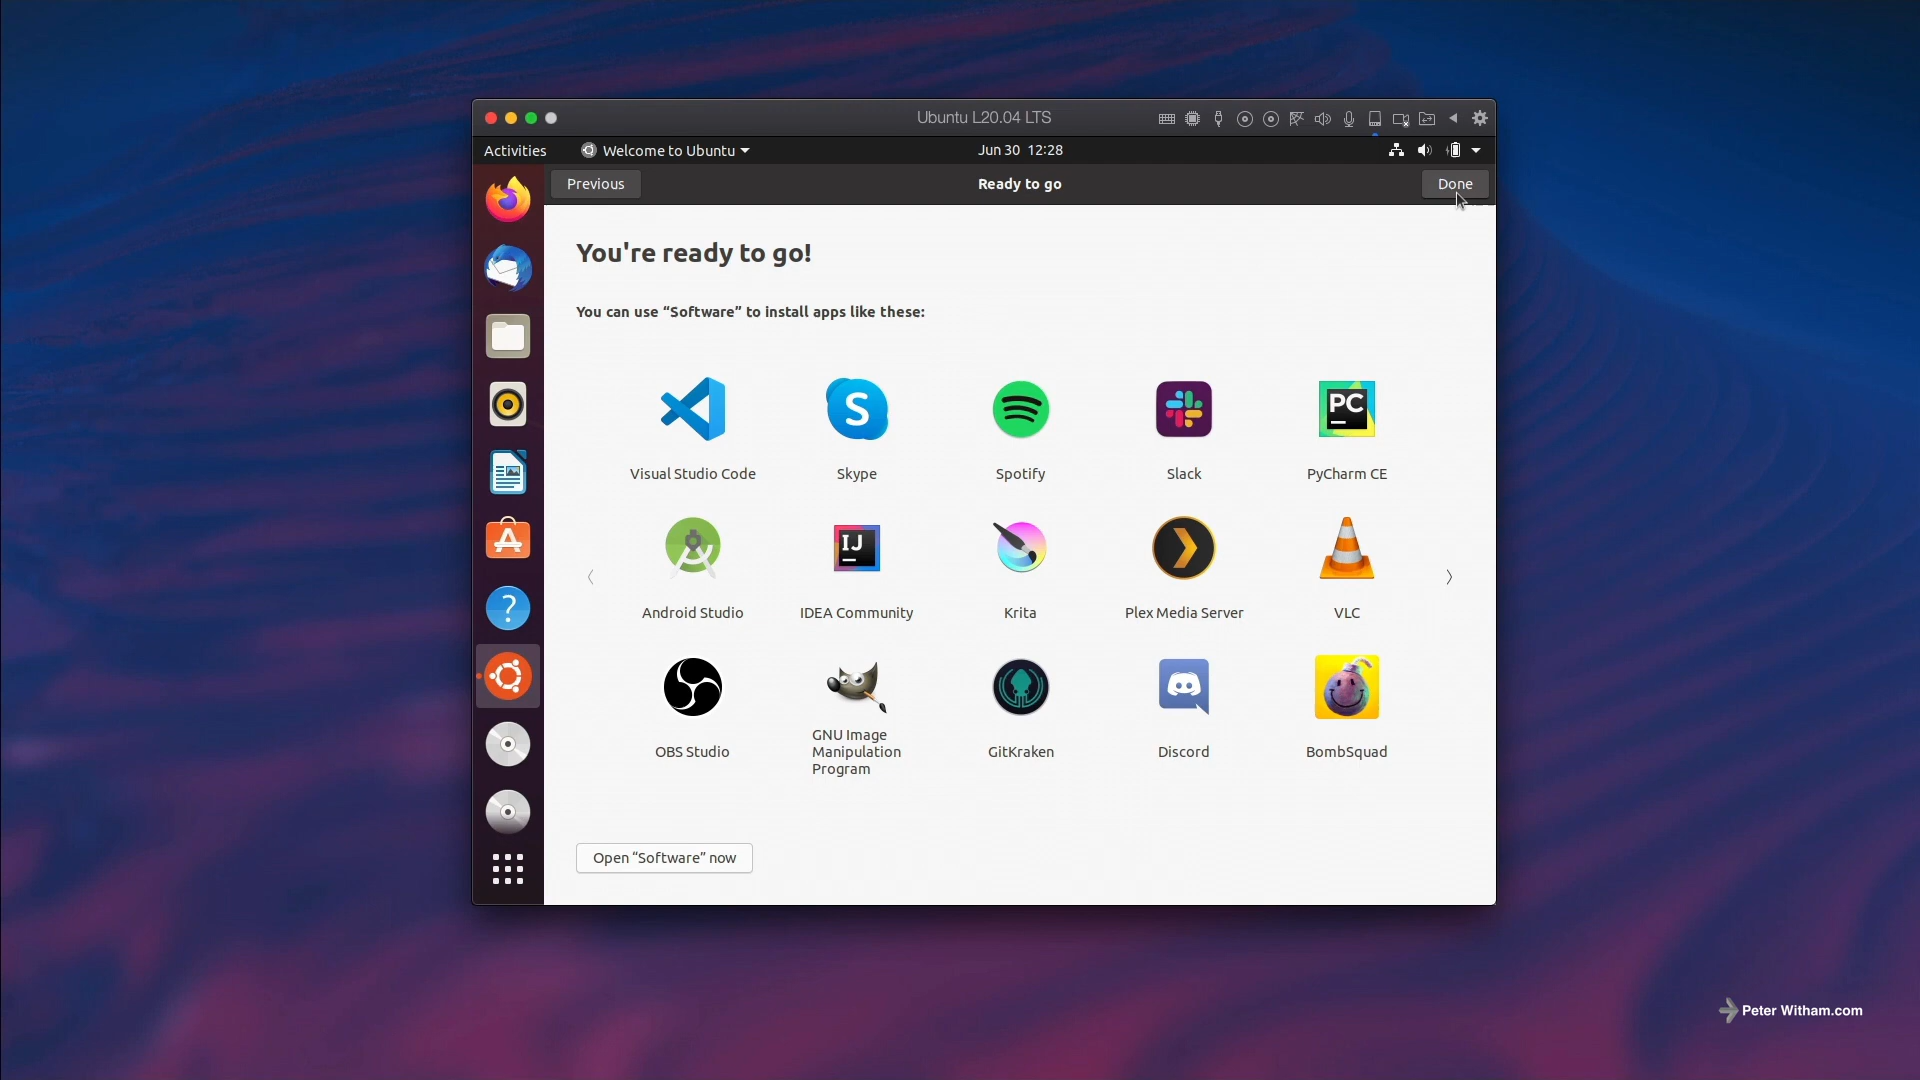 Ubuntu L20.04 LTS
Activities
Welcome to Ubuntu
Jun 30 12:28
Previous
Ready to go
Done
You're ready to go!
You can use “Software” to install apps like these:
S
PC
Visual Studio Code
Skype
Spotify
Slack
PyCharm CE
IJ
Android Studio
IDEA Community
Krita
Plex Media Server
VLC
OBS Studio
GNU Image
Manipulation
Program
GitKraken
Discord
BombSquad
Open “Software” now
Peter Witham.com